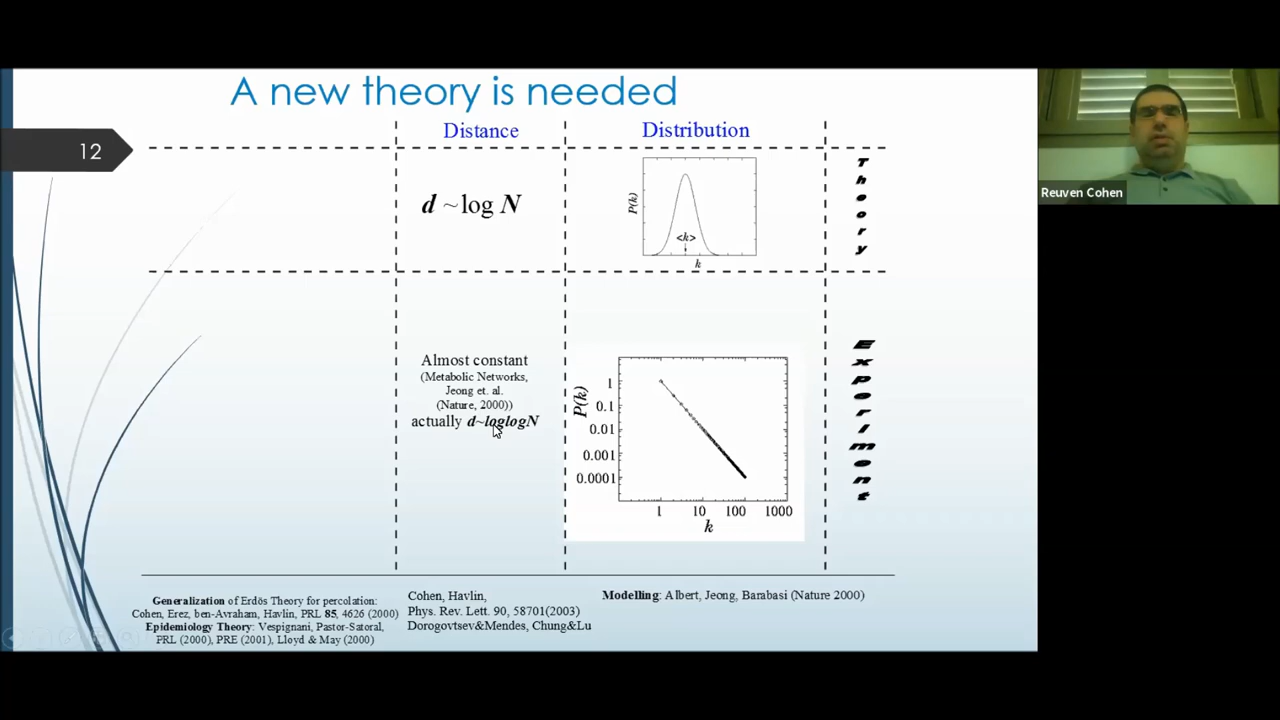 A new theory is needed
12
Distance
Distribution
Theory
d ~ log N
P(k)
<k>
k
Experiment
Almost constant
(Metabolic Networks,
Jeong et. al.
(Nature, 2000))
actually d~loglogN
P(k)
1
0.1
0.01
0.001
0.0001
1 10 100 1000
k
Generalization of Erdös Theory for percolation:
Cohen, Erez, ben-Avraham, Havlin, PRL 85, 4626 (2000)
Epidemiology Theory: Vespignani, Pastor-Satoral,
PRL (2000), PRE (2001), Lloyd & May (2000)
Cohen, Havlin,
Phys. Rev. Lett. 90, 58701(2003)
Dorogovtsev&Mendes, Chung&Lu
Modelling: Albert, Jeong, Barabasi (Nature 2000)
Reuven Cohen